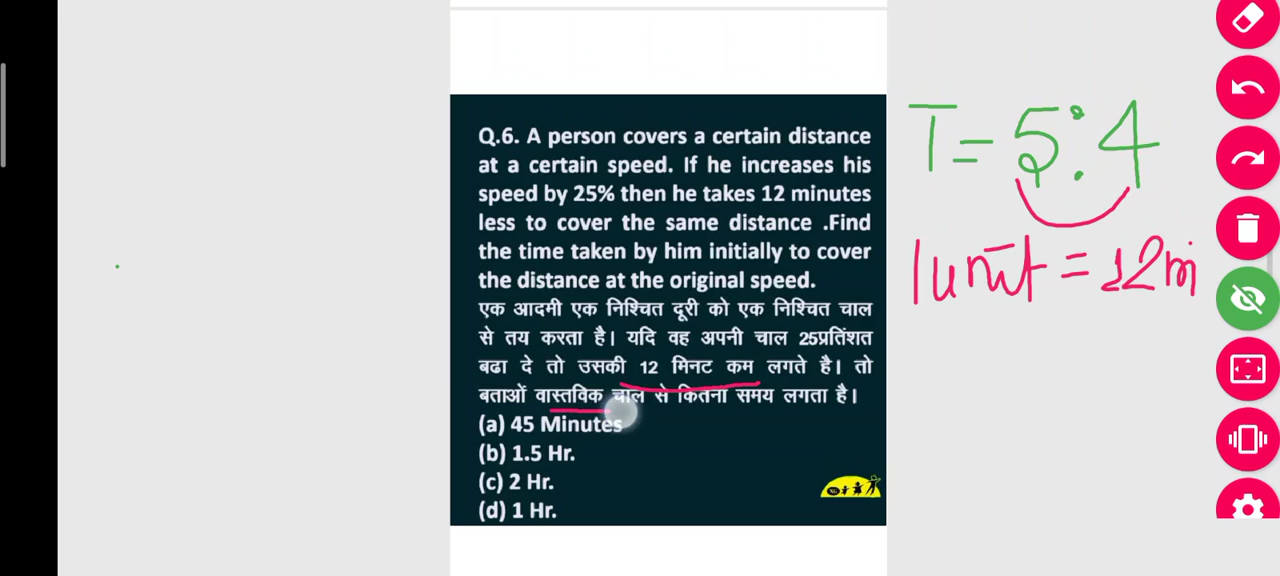 Q.6. A person covers a certain distance
at a certain speed. If he increases his
speed by 25% then he takes 12 minutes
less to cover the same distance .Find
the time taken by him initially to cover
the distance at the original speed.
एक आदमी एक निश्चित दूरी को एक निश्चित चाल
से तय करता है। यदि वह अपनी चाल 25प्रतिंशत
बढा दे तो उसकी 12 मिनट कम लगते है। तो
बताओं वास्तविक चाल से कितना समय लगता है।
(a) 45 Minutes
(b) 1.5 Hr.
(c) 2 Hr.
(d) 1 Hr.
T = 5:4
1 unit = 12 mi